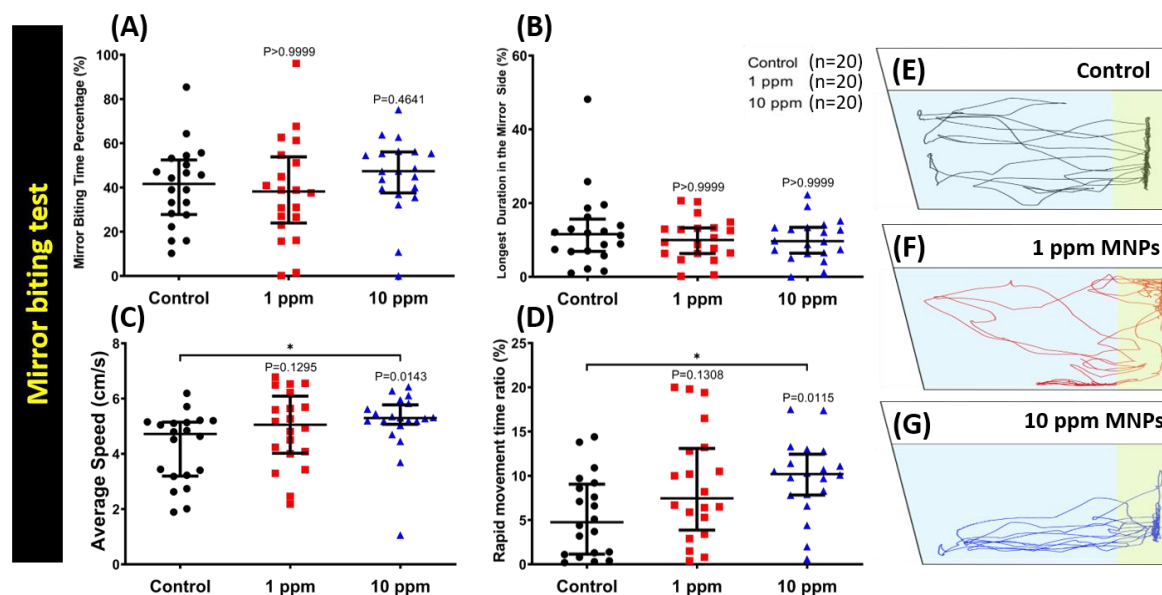 Mirror biting test
(A)
Mirror Biting Time Percentage (%)
100
80
60
40
20
0
P>0.9999
P=0.4641
Control 1 ppm 10 ppm
(B)
Longest Duration in the Mirror Side (%)
60
40
20
0
Control (n=20)
1 ppm (n=20)
10 ppm (n=20)
P>0.9999
P>0.9999
Control 1 ppm 10 ppm
(C)
Average Speed (cm/s)
8
6
4
2
0
*
P=0.1295
P=0.0143
Control 1 ppm 10 ppm
(D)
Rapid movement time ratio (%)
25
20
15
10
5
0
*
P=0.1308
P=0.0115
Control 1 ppm 10 ppm
(E) Control
(F) 1 ppm MNPs
(G) 10 ppm MNPs